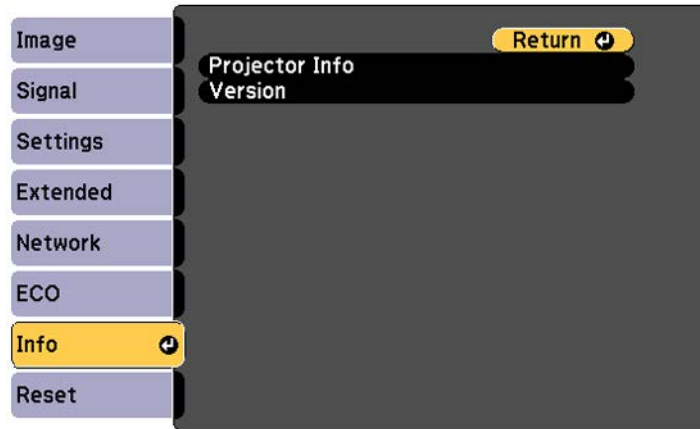 Image
Signal
Settings
Extended
Network
ECO
Info
Reset
Return
Projector Info
Version